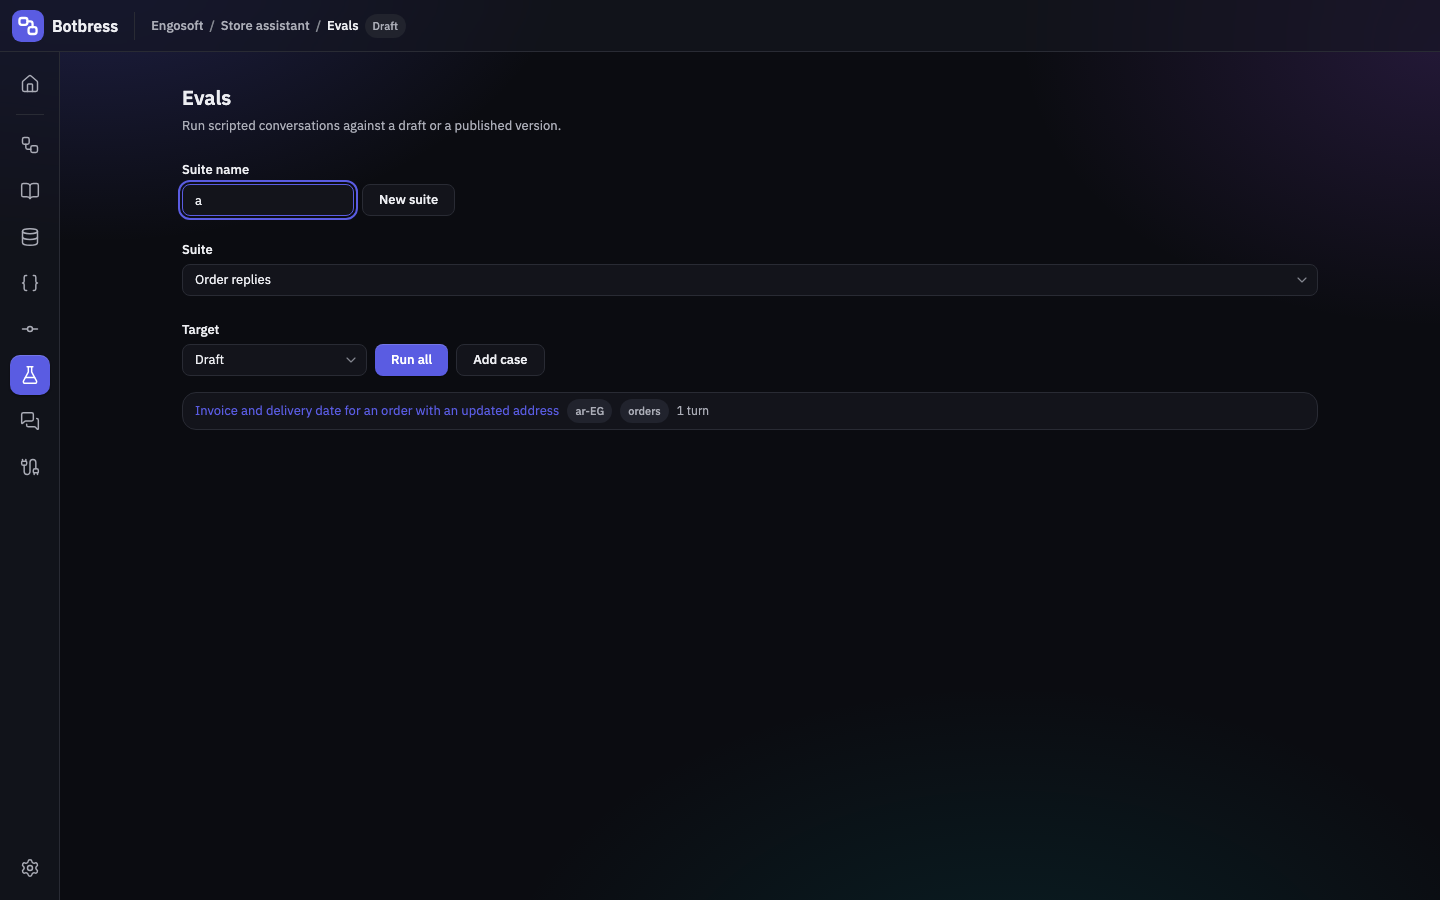 Botbress
Engosoft / Store assistant / Evals Draft
Evals
Run scripted conversations against a draft or a published version.
Suite name
a
New suite
Suite
Order replies
Target
Draft
Run all
Add case
Invoice and delivery date for an order with an updated address ar-EG orders 1 turn